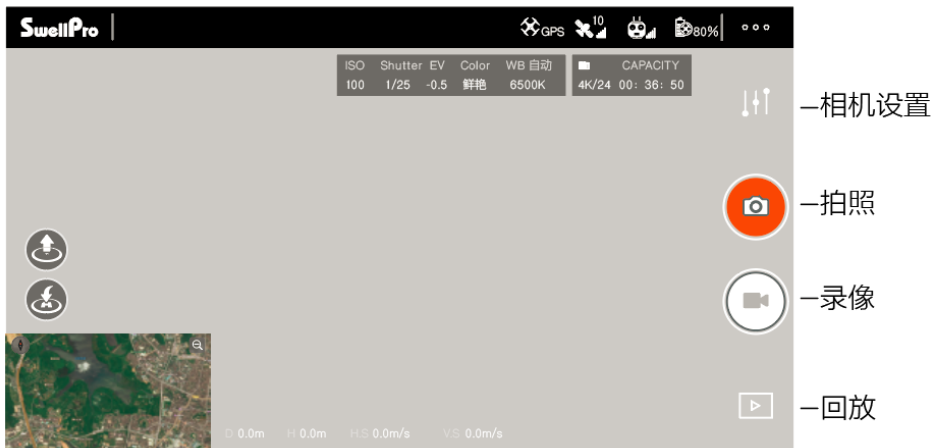 SwellPro GPS 10 80%
ISO Shutter EV Color WB 自动 CAPACITY
100 1/25 -0.5 鲜艳 6500K 4K/24 00: 36: 50
—相机设置
—拍照
—录像
—回放
D 0.0m H 0.0m H.S 0.0m/s V.S 0.0m/s